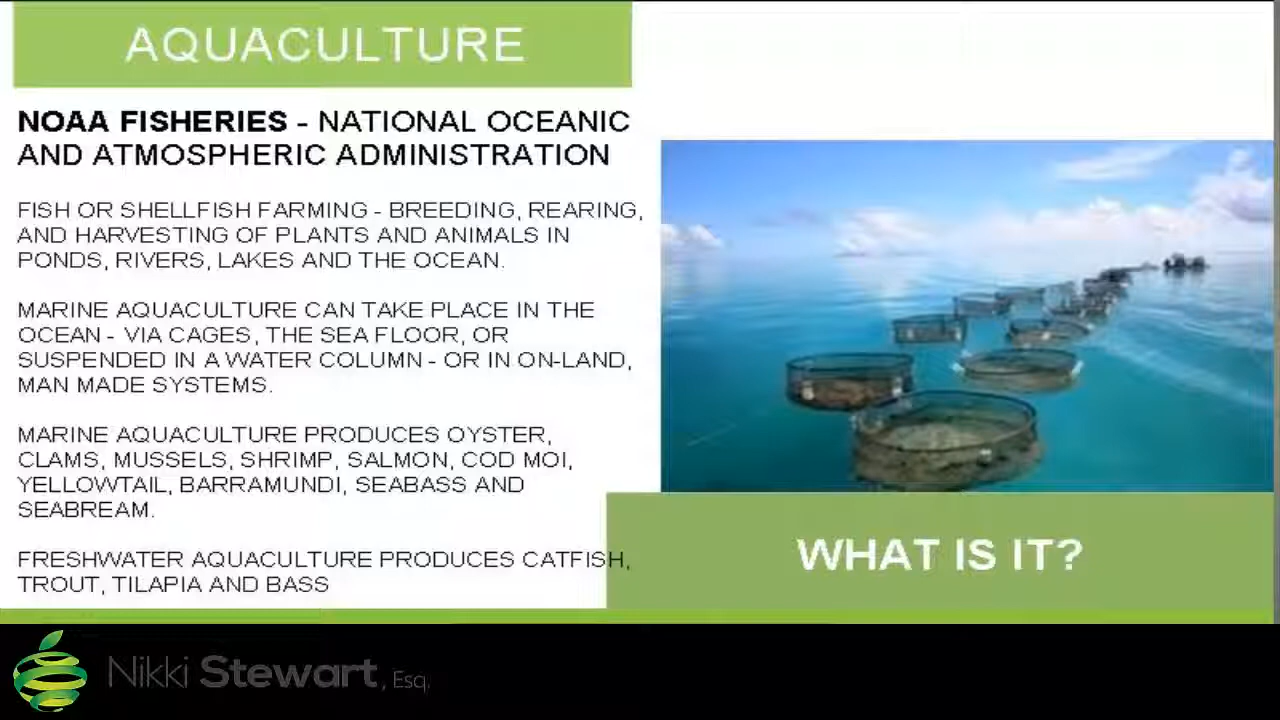 AQUACULTURE
NOAA FISHERIES - NATIONAL OCEANIC
AND ATMOSPHERIC ADMINISTRATION
FISH OR SHELLFISH FARMING - BREEDING, REARING,
AND HARVESTING OF PLANTS AND ANIMALS IN
PONDS, RIVERS, LAKES AND THE OCEAN.
MARINE AQUACULTURE CAN TAKE PLACE IN THE
OCEAN - VIA CAGES, THE SEA FLOOR, OR
SUSPENDED IN A WATER COLUMN - OR IN ON-LAND,
MAN MADE SYSTEMS.
MARINE AQUACULTURE PRODUCES OYSTER,
CLAMS, MUSSELS, SHRIMP, SALMON, COD MOI,
YELLOWTAIL, BARRAMUNDI, SEABASS AND
SEABREAM.
FRESHWATER AQUACULTURE PRODUCES CATFISH,
TROUT, TILAPIA AND BASS
WHAT IS IT?
Nikki Stewart, Esq.